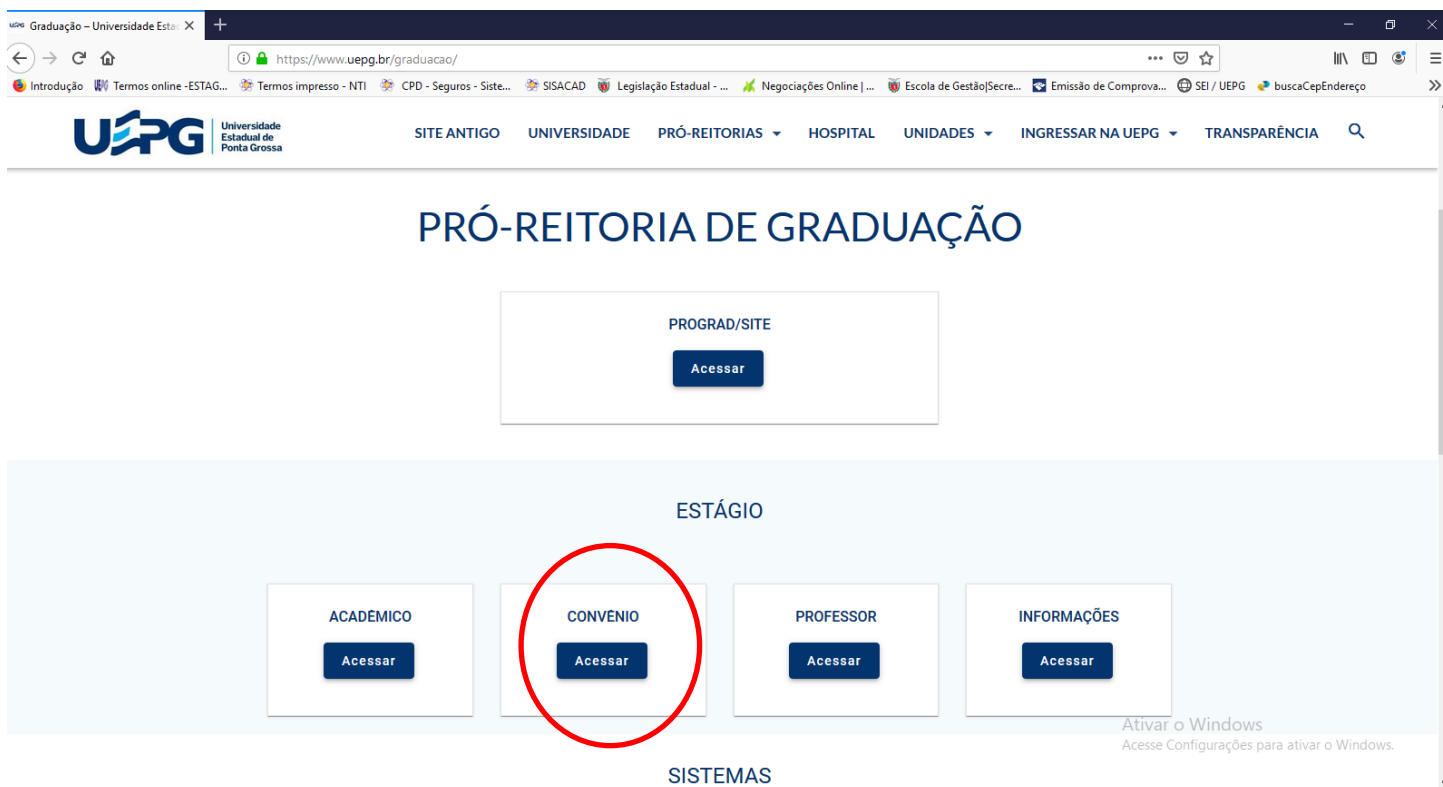 UEPG Graduação – Universidade Esta
https://www.uepg.br/graduacao/
Introdução Termos online -ESTAG... Termos impresso - NTI CPD - Seguros - Siste... SISACAD Legislação Estadual - ... Negociações Online | ... Escola de Gestão|Secre... Emissão de Comprova... SEI / UEPG buscaCepEndereço
UEPG
Universidade
Estadual de
Ponta Grossa
SITE ANTIGO UNIVERSIDADE PRÓ-REITORIAS HOSPITAL UNIDADES INGRESSAR NA UEPG TRANSPARÊNCIA
PRÓ-REITORIA DE GRADUAÇÃO
PROGRAD/SITE
Acessar
ESTÁGIO
ACADÊMICO CONVÊNIO PROFESSOR INFORMAÇÕES
Acessar Acessar Acessar Acessar
Ativar o Windows
Acesse Configurações para ativar o Windows.
SISTEMAS